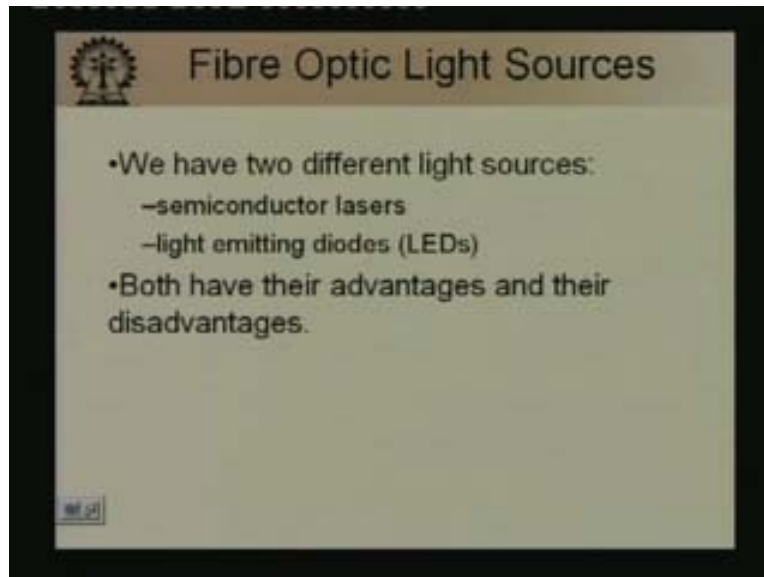 Fibre Optic Light Sources
•We have two different light sources:
–semiconductor lasers
–light emitting diodes (LEDs)
•Both have their advantages and their
disadvantages.